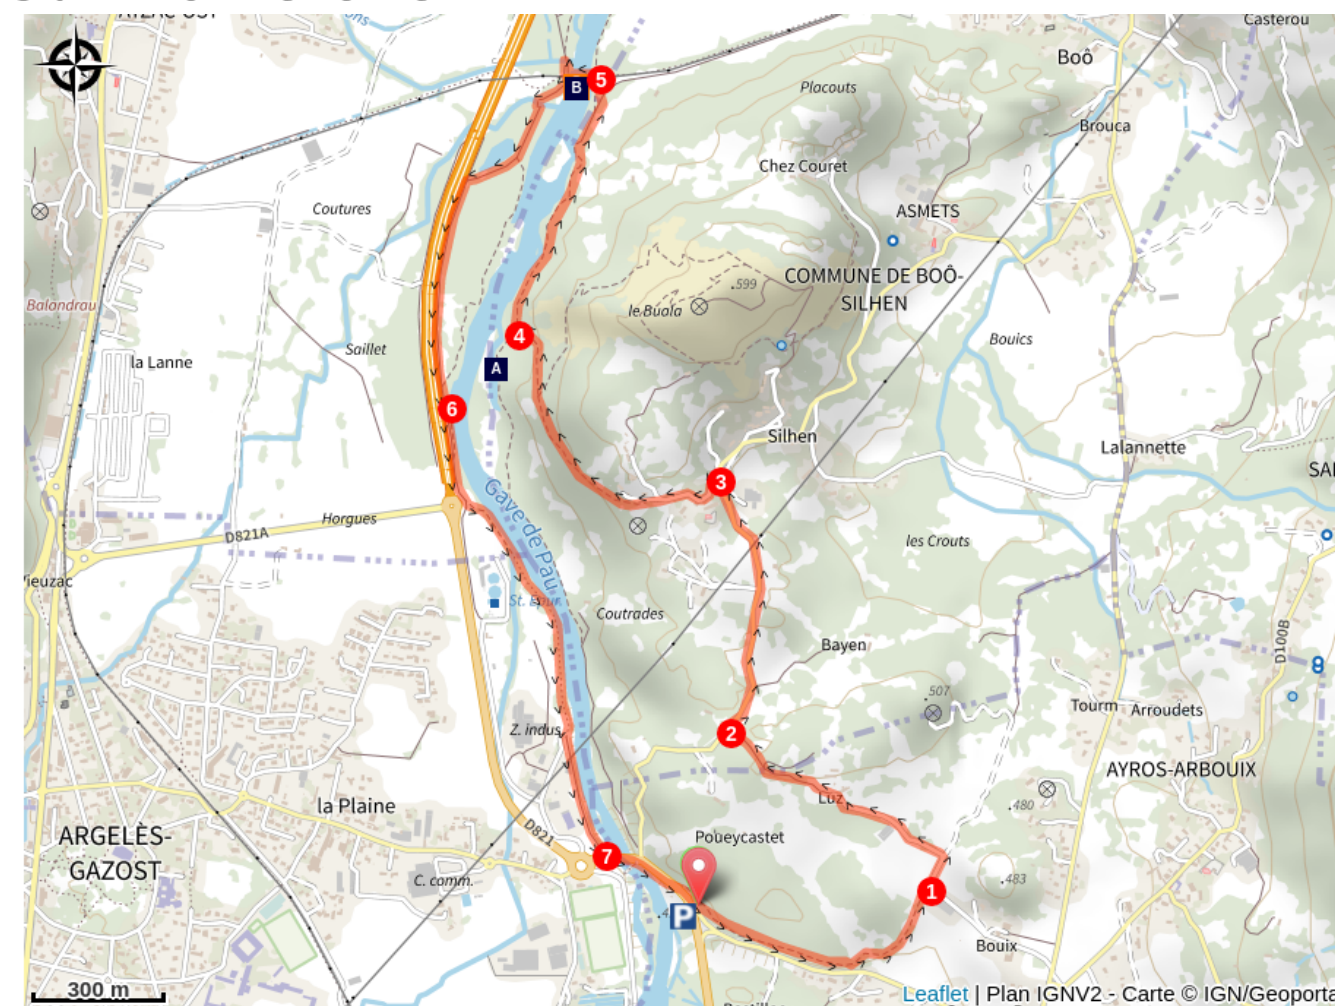 Casterou
Boô
Placouts
Brouca
B
5
Chez Couret
Coutures
ASMETS
COMMUNE DE BOÔ-
SILHEN
.599
le Buala
Balandrau
4
Bouics
Saillet
la Lanne
A
6
Silhen
Lalannette
3
Gave de Pau
Horgues
D821A
les Crouts
Coutrades
D100B
Bayen
.507
Tourm
Arroudets
2
Z. indus
AYROS-ARBOUIX
Luz
la Plaine
.480
D821
Poueycastet
ARGELÈS-
GAZOST
7
C. comm.
.483
1
P
Bouix
300 m
Leaflet | Plan IGNV2 - Carte © IGN/Geoporta